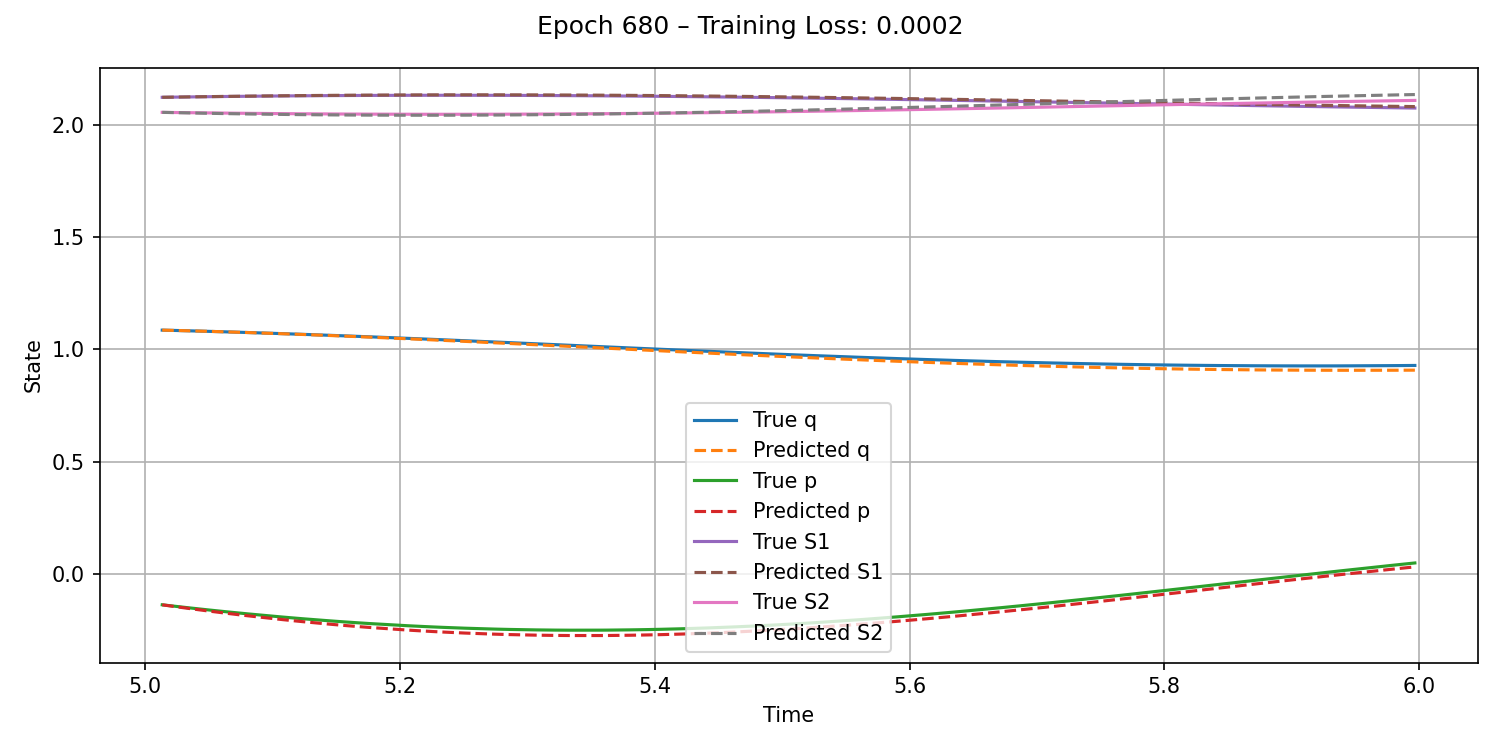 Epoch 680 – Training Loss: 0.0002
State
2.0
1.5
1.0
0.5
0.0
True q
Predicted q
True p
Predicted p
True S1
Predicted S1
True S2
Predicted S2
5.0 5.2 5.4 5.6 5.8 6.0
Time